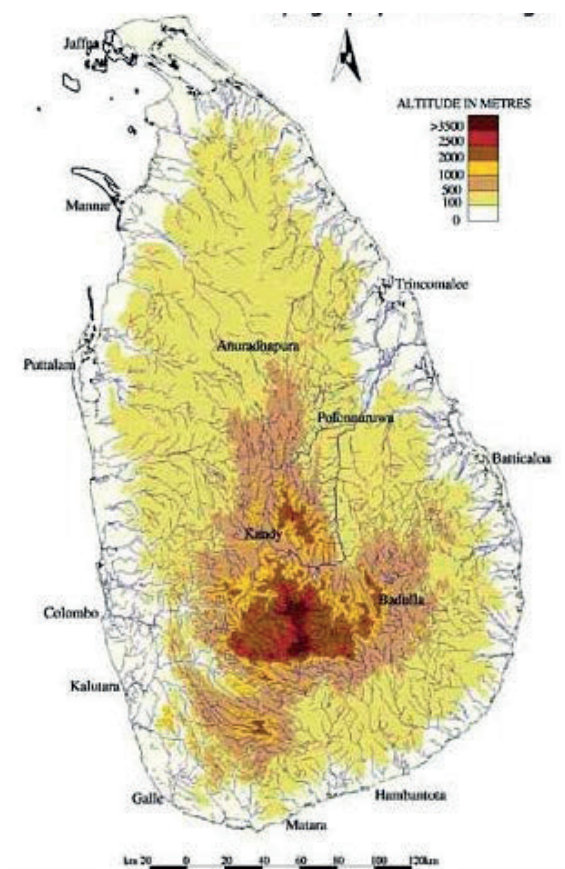 Jaffna
ALTITUDE IN METRES
>3500
2500
2000
1000
500
100
0
Mannar
Trincomalee
Anuradhapura
Puttalam
Polonnaruwa
Batticaloa
Kandy
Badulla
Colombo
Kalutara
Hambantota
Galle
Matara
km 20 0 20 40 60 80 100 120km